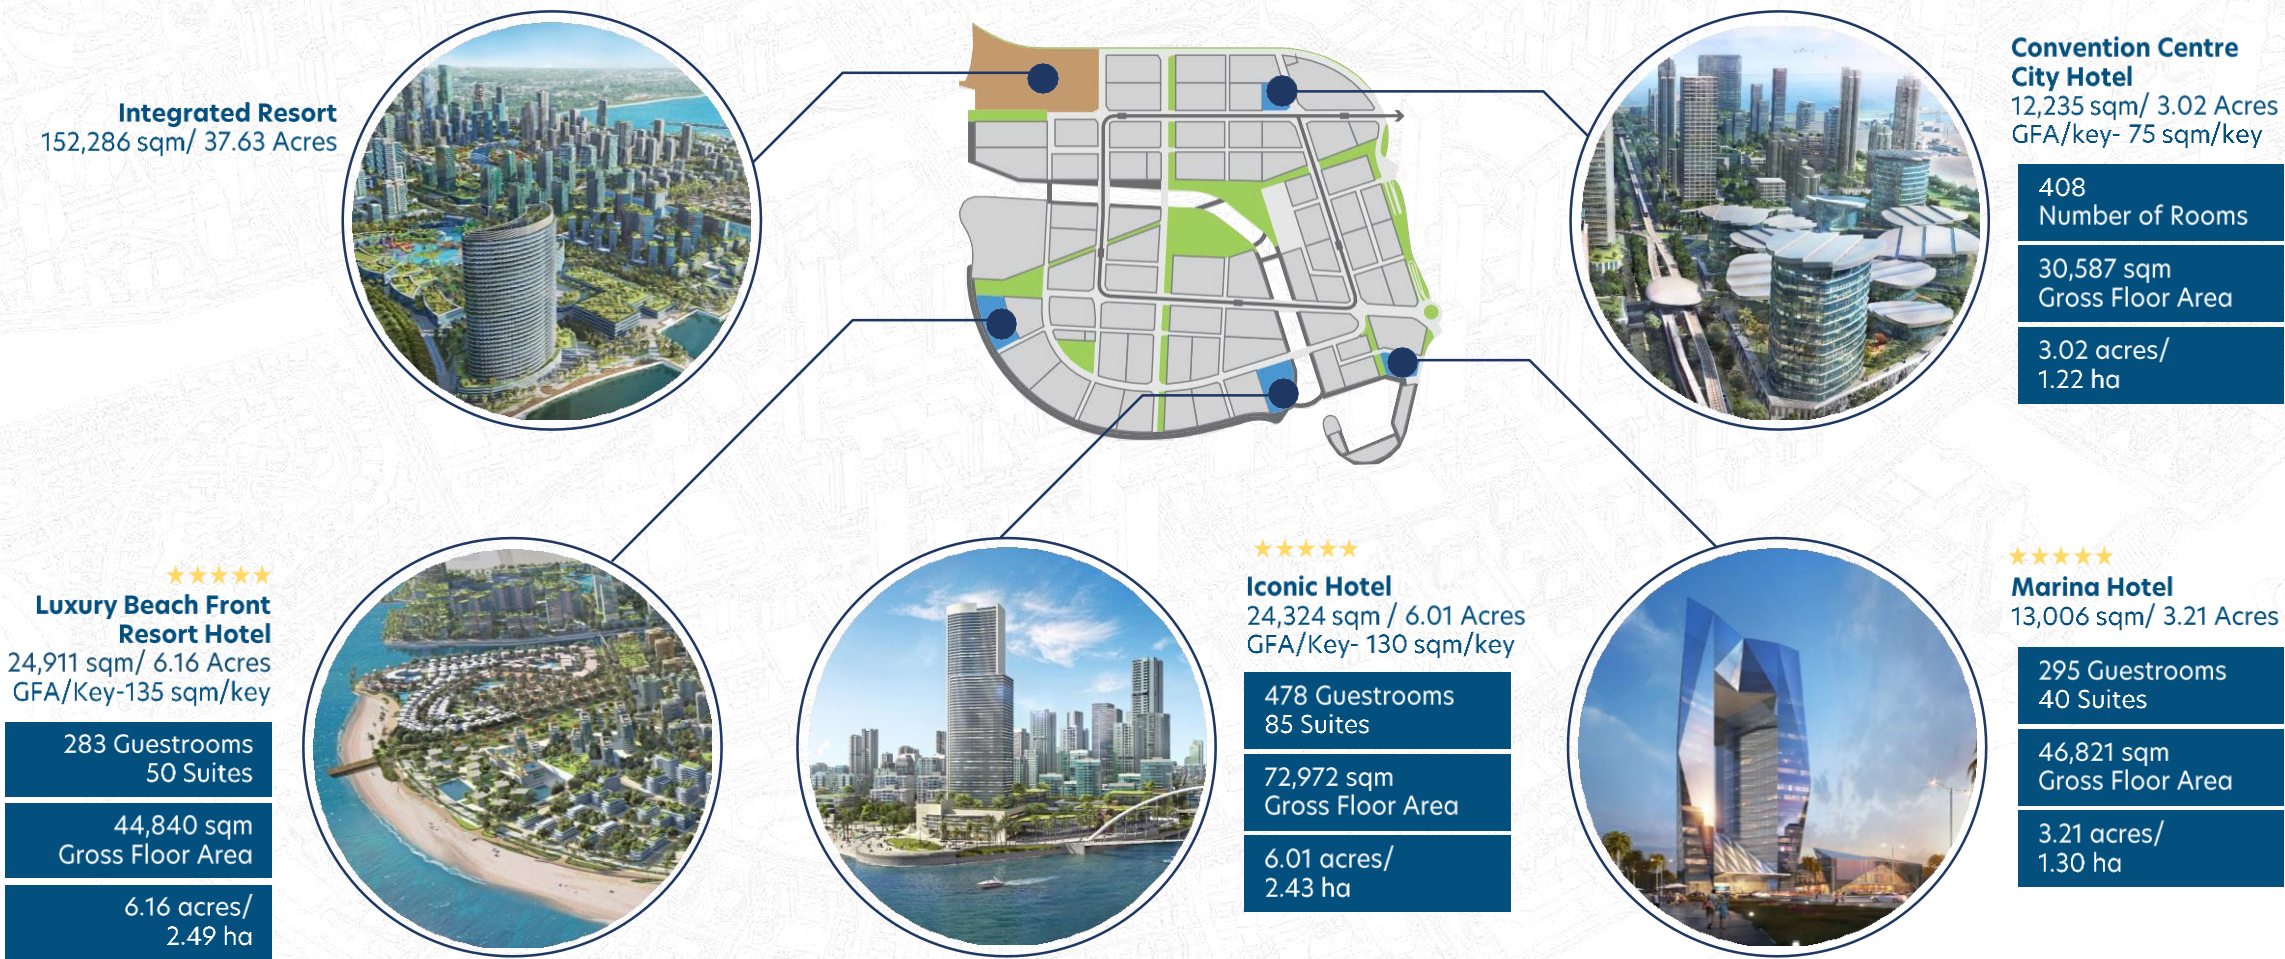 Integrated Resort
152,286 sqm/ 37.63 Acres
Convention Centre
City Hotel
12,235 sqm/ 3.02 Acres
GFA/key- 75 sqm/key
408
Number of Rooms
30,587 sqm
Gross Floor Area
3.02 acres/
1.22 ha
Luxury Beach Front
Resort Hotel
24,911 sqm/ 6.16 Acres
GFA/Key-135 sqm/key
283 Guestrooms
50 Suites
44,840 sqm
Gross Floor Area
6.16 acres/
2.49 ha
Iconic Hotel
24,324 sqm / 6.01 Acres
GFA/Key- 130 sqm/key
478 Guestrooms
85 Suites
72,972 sqm
Gross Floor Area
6.01 acres/
2.43 ha
Marina Hotel
13,006 sqm/ 3.21 Acres
295 Guestrooms
40 Suites
46,821 sqm
Gross Floor Area
3.21 acres/
1.30 ha